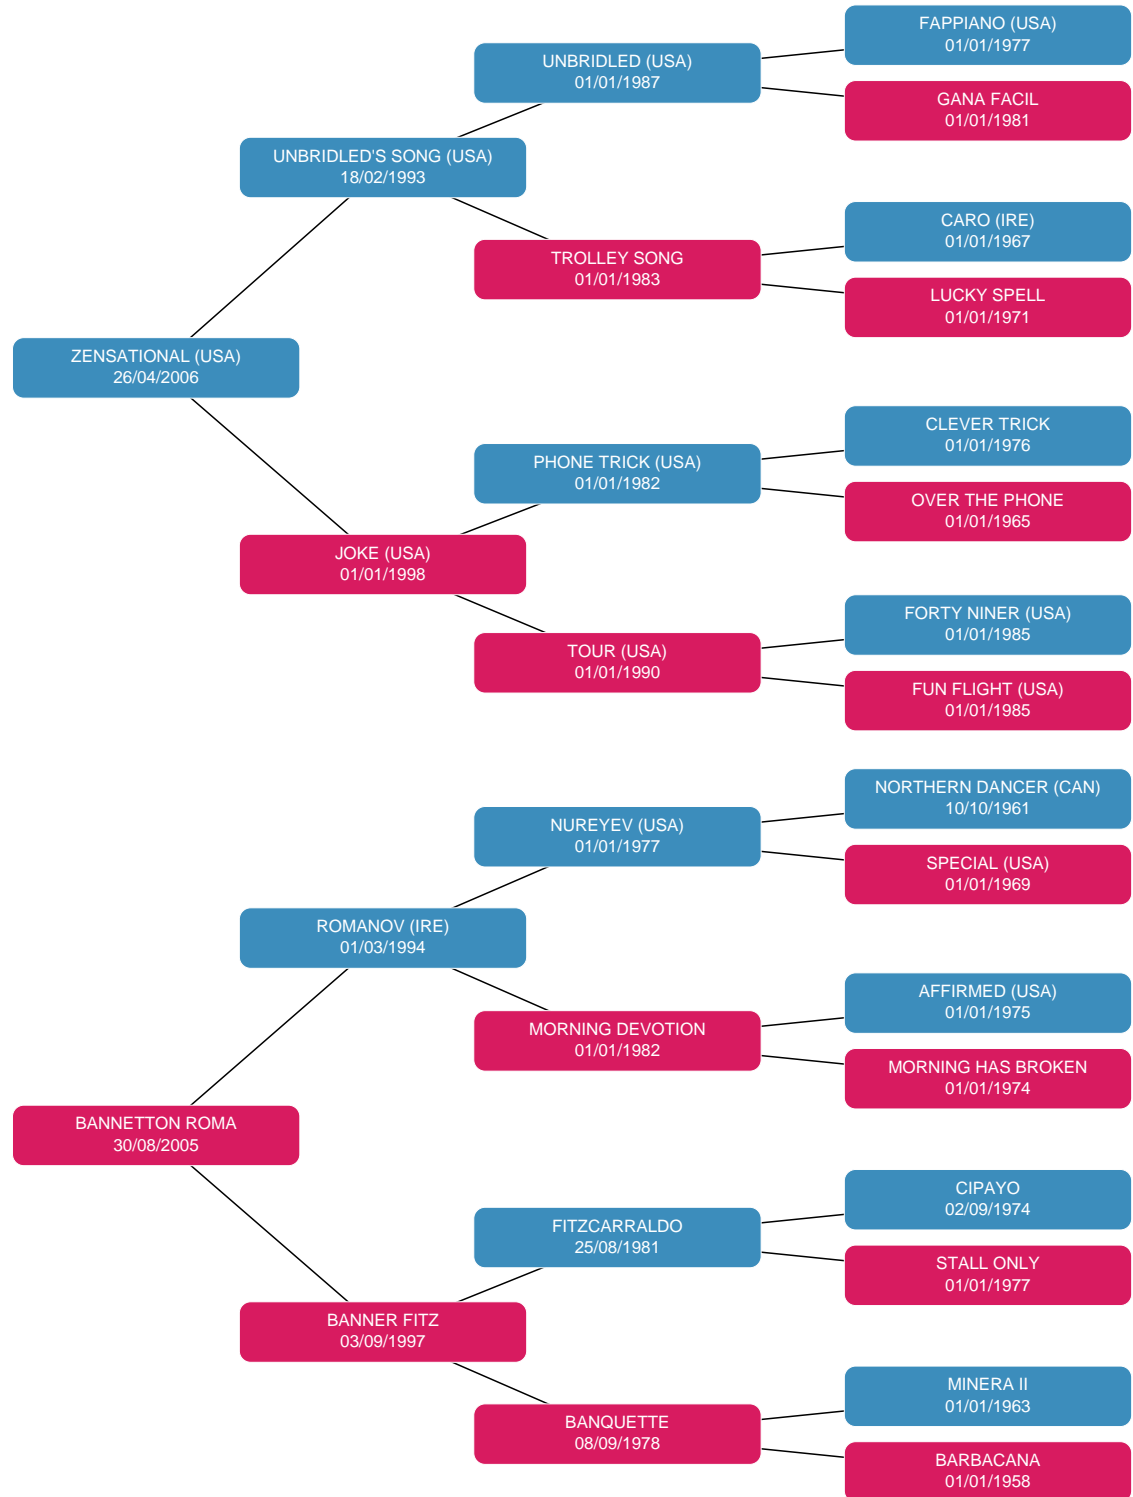 FAPPIANO (USA)
01/01/1977
UNBRIDLED (USA)
01/01/1987
GANA FACIL
01/01/1981
UNBRIDLED'S SONG (USA)
18/02/1993
CARO (IRE)
01/01/1967
TROLLEY SONG
01/01/1983
LUCKY SPELL
01/01/1971
ZENSATIONAL (USA)
26/04/2006
CLEVER TRICK
01/01/1976
PHONE TRICK (USA)
01/01/1982
OVER THE PHONE
01/01/1965
JOKE (USA)
01/01/1998
FORTY NINER (USA)
01/01/1985
TOUR (USA)
01/01/1990
FUN FLIGHT (USA)
01/01/1985
NORTHERN DANCER (CAN)
10/10/1961
NUREYEV (USA)
01/01/1977
SPECIAL (USA)
01/01/1969
ROMANOV (IRE)
01/03/1994
AFFIRMED (USA)
01/01/1975
MORNING DEVOTION
01/01/1982
MORNING HAS BROKEN
01/01/1974
BANNETTON ROMA
30/08/2005
CIPAYO
02/09/1974
FITZCARRALDO
25/08/1981
STALL ONLY
01/01/1977
BANNER FITZ
03/09/1997
MINERA II
01/01/1963
BANQUETTE
08/09/1978
BARBACANA
01/01/1958